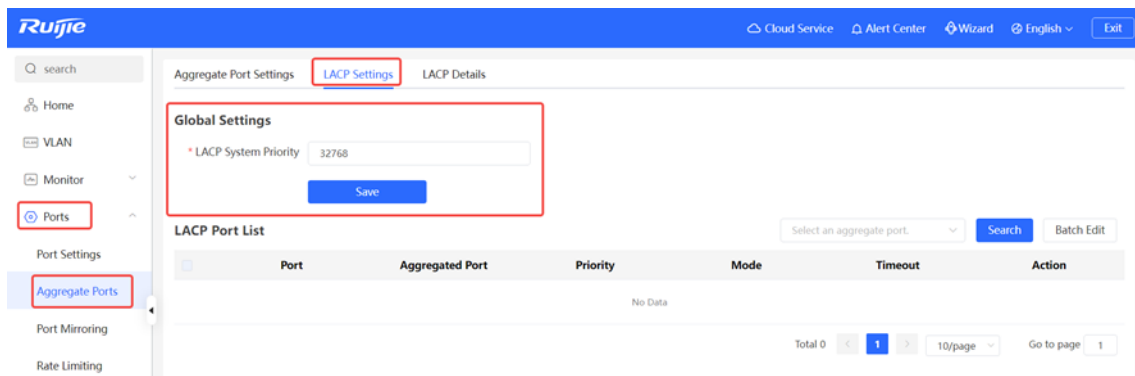 Ruijie
Cloud Service Alert Center Wizard English Exit
search
Home
VLAN
Monitor
Ports
Port Settings
Aggregate Ports
Port Mirroring
Rate Limiting
Aggregate Port Settings LACP Settings LACP Details
Global Settings
* LACP System Priority 32768
Save
LACP Port List Select an aggregate port. Search Batch Edit
Port Aggregated Port Priority Mode Timeout Action
No Data
Total 0 < 1 > 10/page Go to page 1